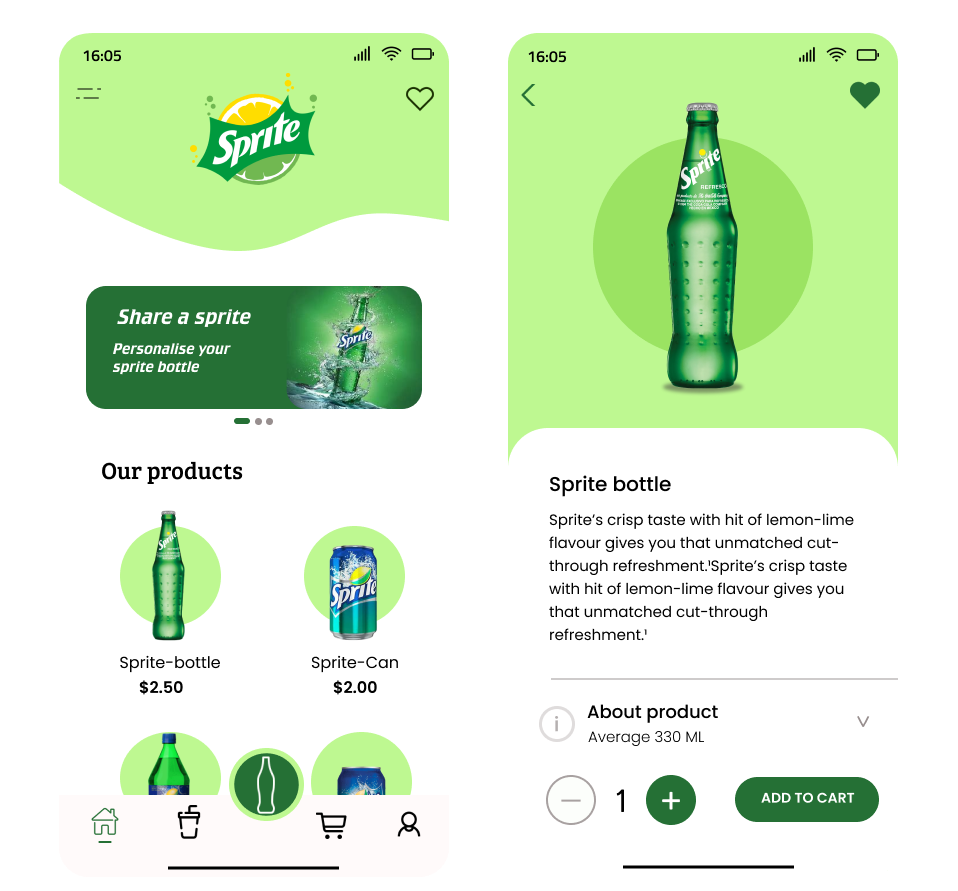 16:05
Sprite
Share a sprite
Personalise your
sprite bottle
Sprite
Our products
Sprite
Sprite
Sprite-bottle
$2.50
Sprite-Can
$2.00
16:05
Sprite
REFRESCO
Sprite bottle
Sprite’s crisp taste with hit of lemon-lime
flavour gives you that unmatched cut-
through refreshment.¹Sprite’s crisp taste
with hit of lemon-lime flavour gives you
that unmatched cut-through
refreshment.¹
i
About product
Average 330 ML
1
ADD TO CART